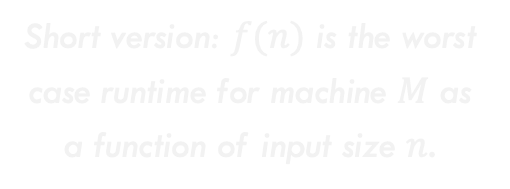 Short version: f(n) is the worst
case runtime for machine M as
a function of input size n.